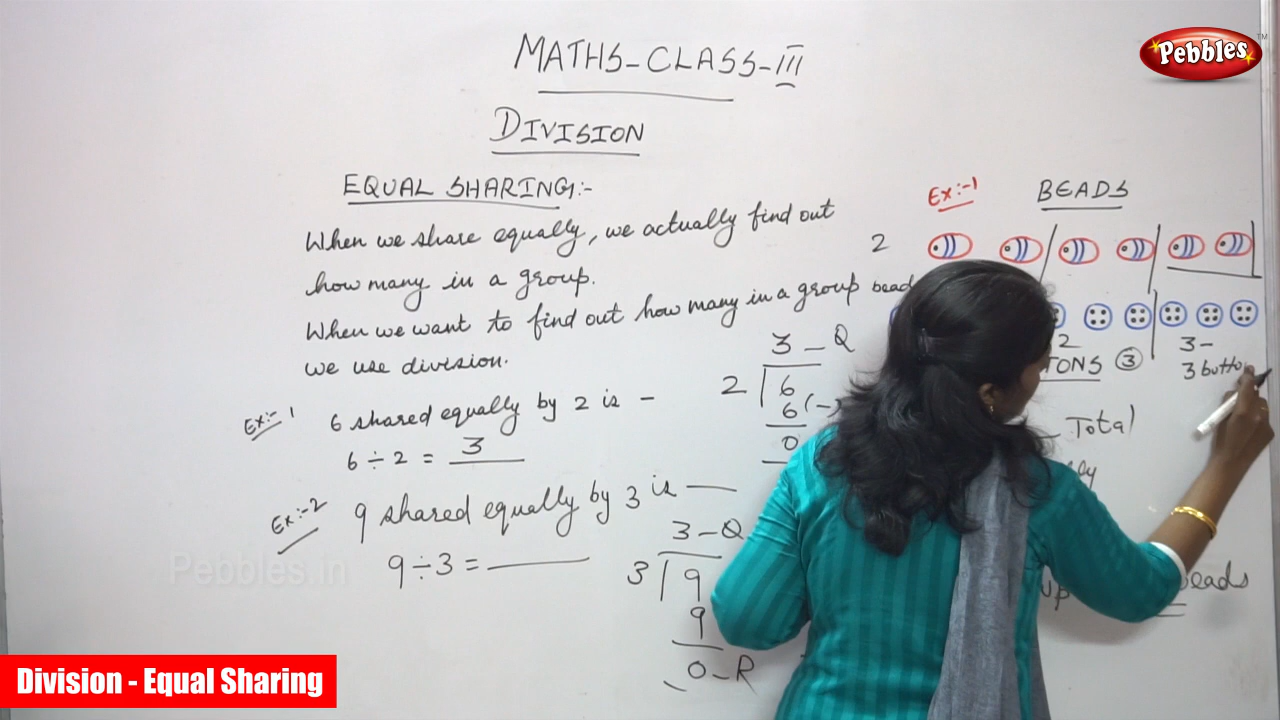 Pebbles TM
MATHS - CLASS - III
DIVISION
EQUAL SHARING:-
When we share equally, we actually find out
how many in a group.
When we want to find out how many in a group
we use division.
Ex:- 1
6 shared equally by 2 is -
6 ÷ 2 = 3
Ex:- 2
9 shared equally by 3 is —
9 ÷ 3 =
3 - Q
2 6
6 (-)
0
3 - Q
3 9
9
0 - R
Ex:- 1
BEADS
2
2
3 -
3
Total
beads
Pebbles.in
Division - Equal Sharing